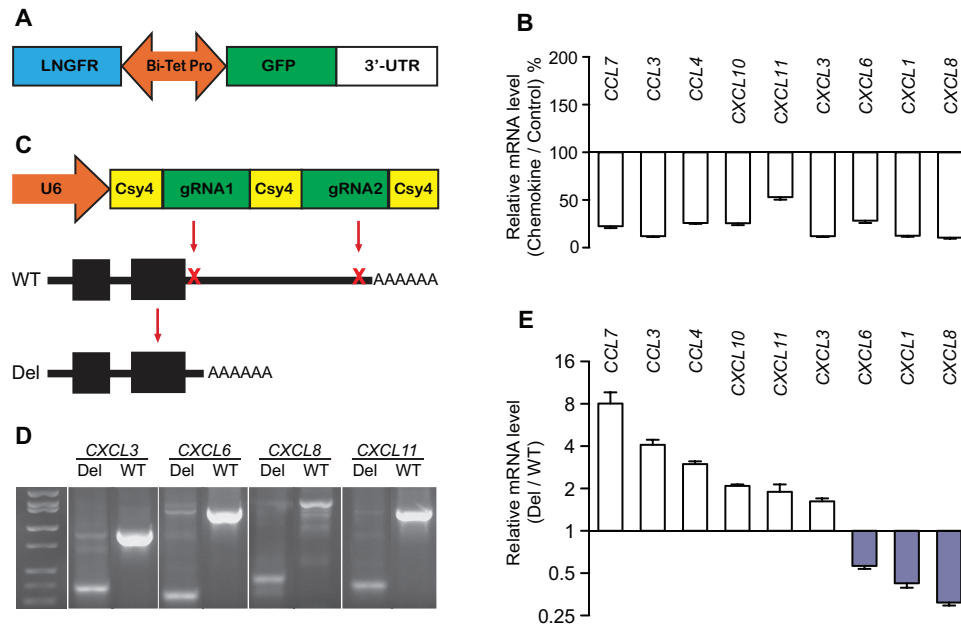 A
LNGFR
Bi-Tet Pro
GFP
3’-UTR
B
Relative mRNA level
(Chemokine / Control) %
200
150
100
50
0
CCL7
CCL3
CCL4
CXCL10
CXCL11
CXCL3
CXCL6
CXCL1
CXCL8
C
U6
Csy4
gRNA1
Csy4
gRNA2
Csy4
X
X
WT
AAAAAA
Del
AAAAAA
D
CXCL3
CXCL6
CXCL8
CXCL11
Del WT Del WT Del WT Del WT
E
Relative mRNA level
(Del / WT)
16
8
4
2
1
0.5
0.25
CCL7
CCL3
CCL4
CXCL10
CXCL11
CXCL3
CXCL6
CXCL1
CXCL8